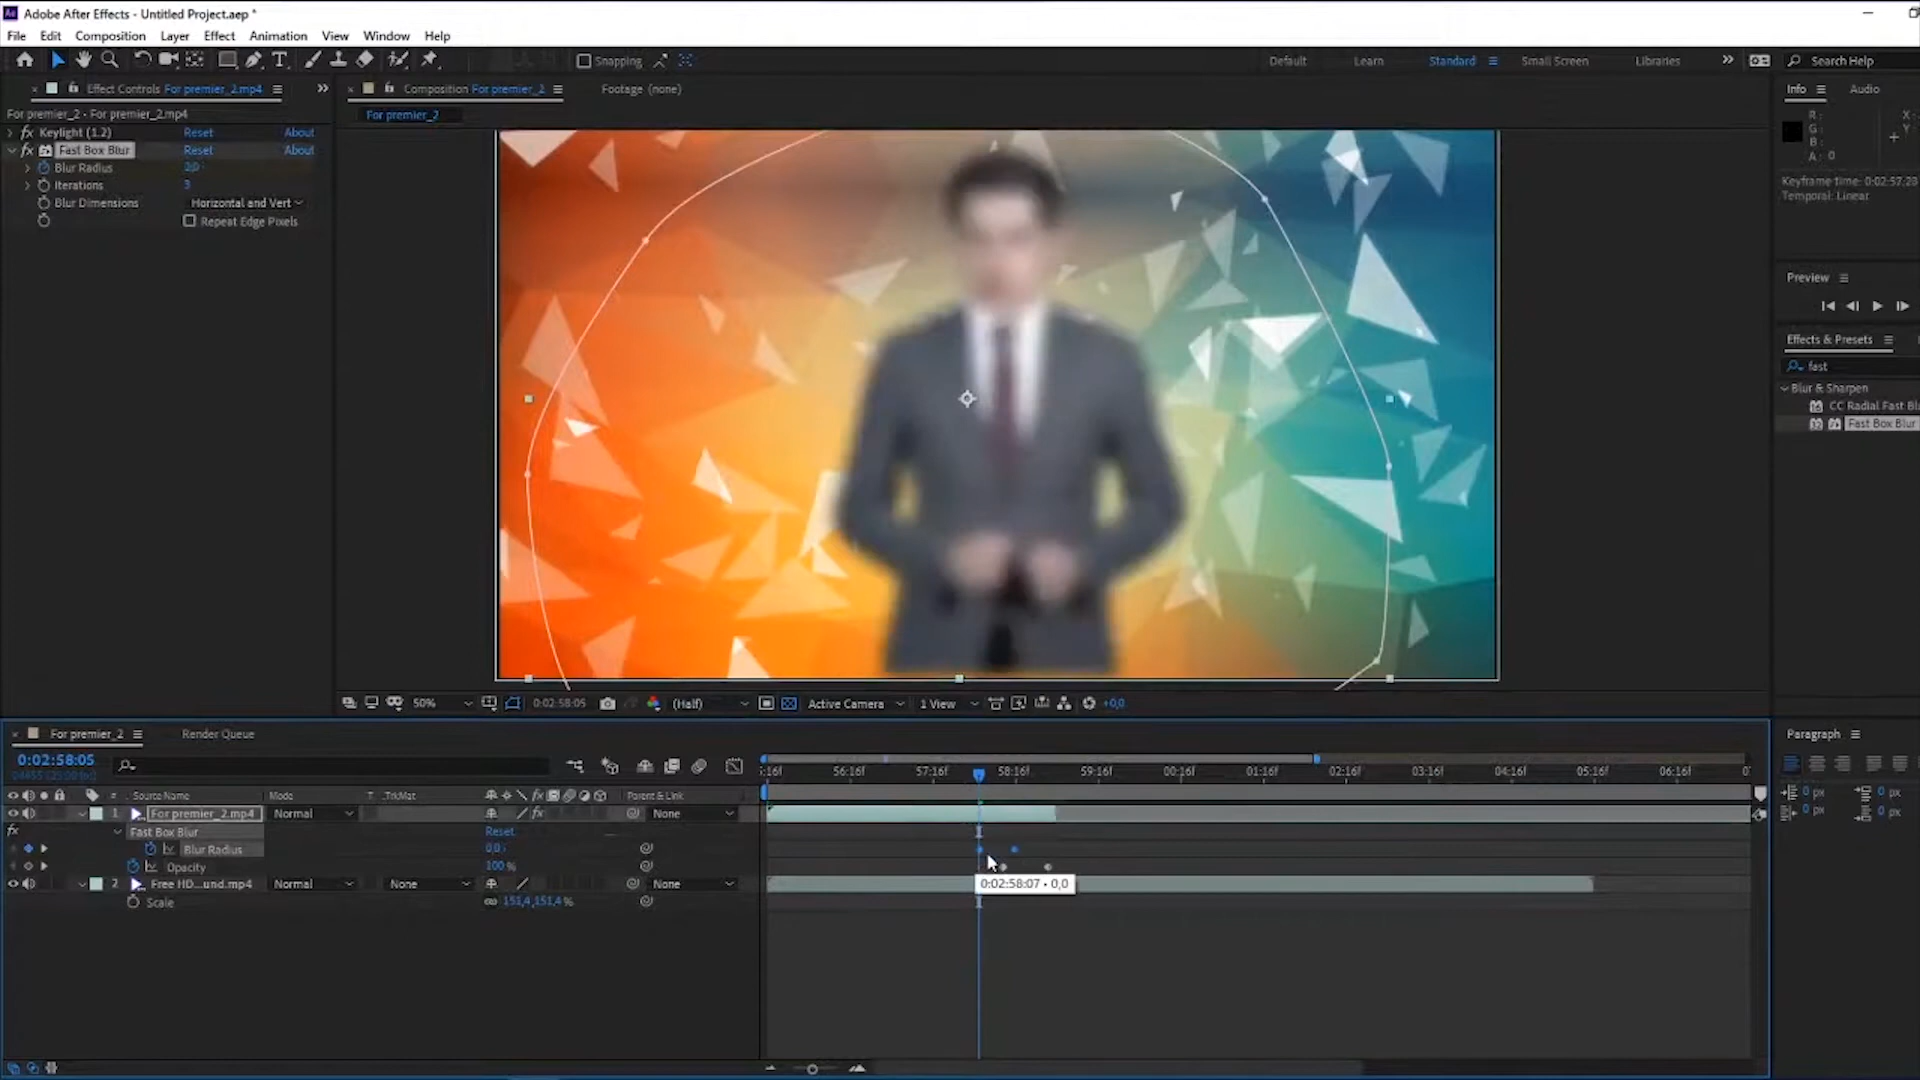 Adobe After Effects - Untitled Project.aep *
File Edit Composition Layer Effect Animation View Window Help
Snapping Default Learn Standard Small Screen Libraries Search Help
Effect Controls For premier_2.mp4
Composition For premier_2 Footage (none)
Info Audio
For premier_2 • For premier_2.mp4
For premier_2
R:
G:
B:
A: 0
X:
Y:
Keylight (1.2) Reset About
Fast Box Blur Reset About
Blur Radius
Iterations 3
Blur Dimensions Horizontal and Vert
Repeat Edge Pixels
Keyframe time: 0:02:57,23
Temporal: Linear
Preview
Effects & Presets
fast
Blur & Sharpen
CC Radial Fast Bl
Fast Box Blur
50% 0:02:58:05 (Half) Active Camera 1 View +0,0
For premier_2 Render Queue
Paragraph
0:02:58:05
5:16f 56:16f 57:16f 58:16f 59:16f 00:16f 01:16f 02:16f 03:16f 04:16f 05:16f 06:16f
# Source Name Mode T .TrkMat Parent & Link
0 px 0 px
0 px 0 px
1 For premier_2.mp4 Normal None
fx Fast Box Blur Reset
Blur Radius 0,0
Opacity 100 %
2 Free HD...und.mp4 Normal None None
Scale 151,4,151,4 %
0:02:58:07 • 0,0